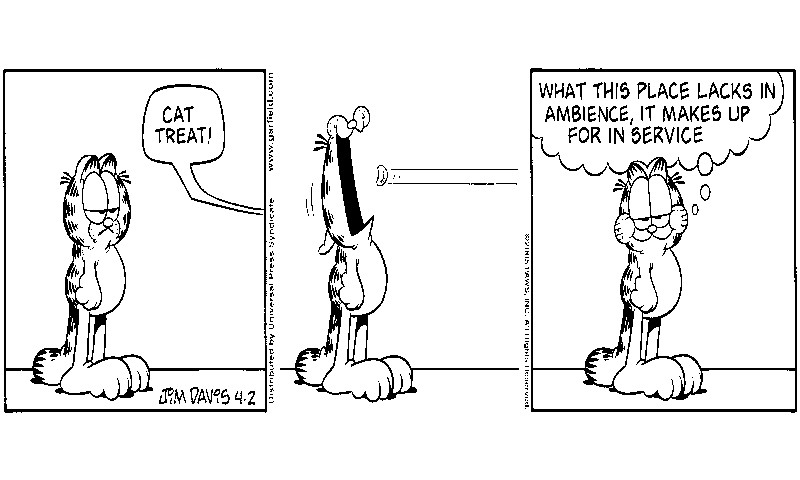 CAT
TREAT!
JIM DAVIS 4·2
www.garfield.com
Distributed by Universal Press Syndicate
WHAT THIS PLACE LACKS IN
AMBIENCE, IT MAKES UP
FOR IN SERVICE